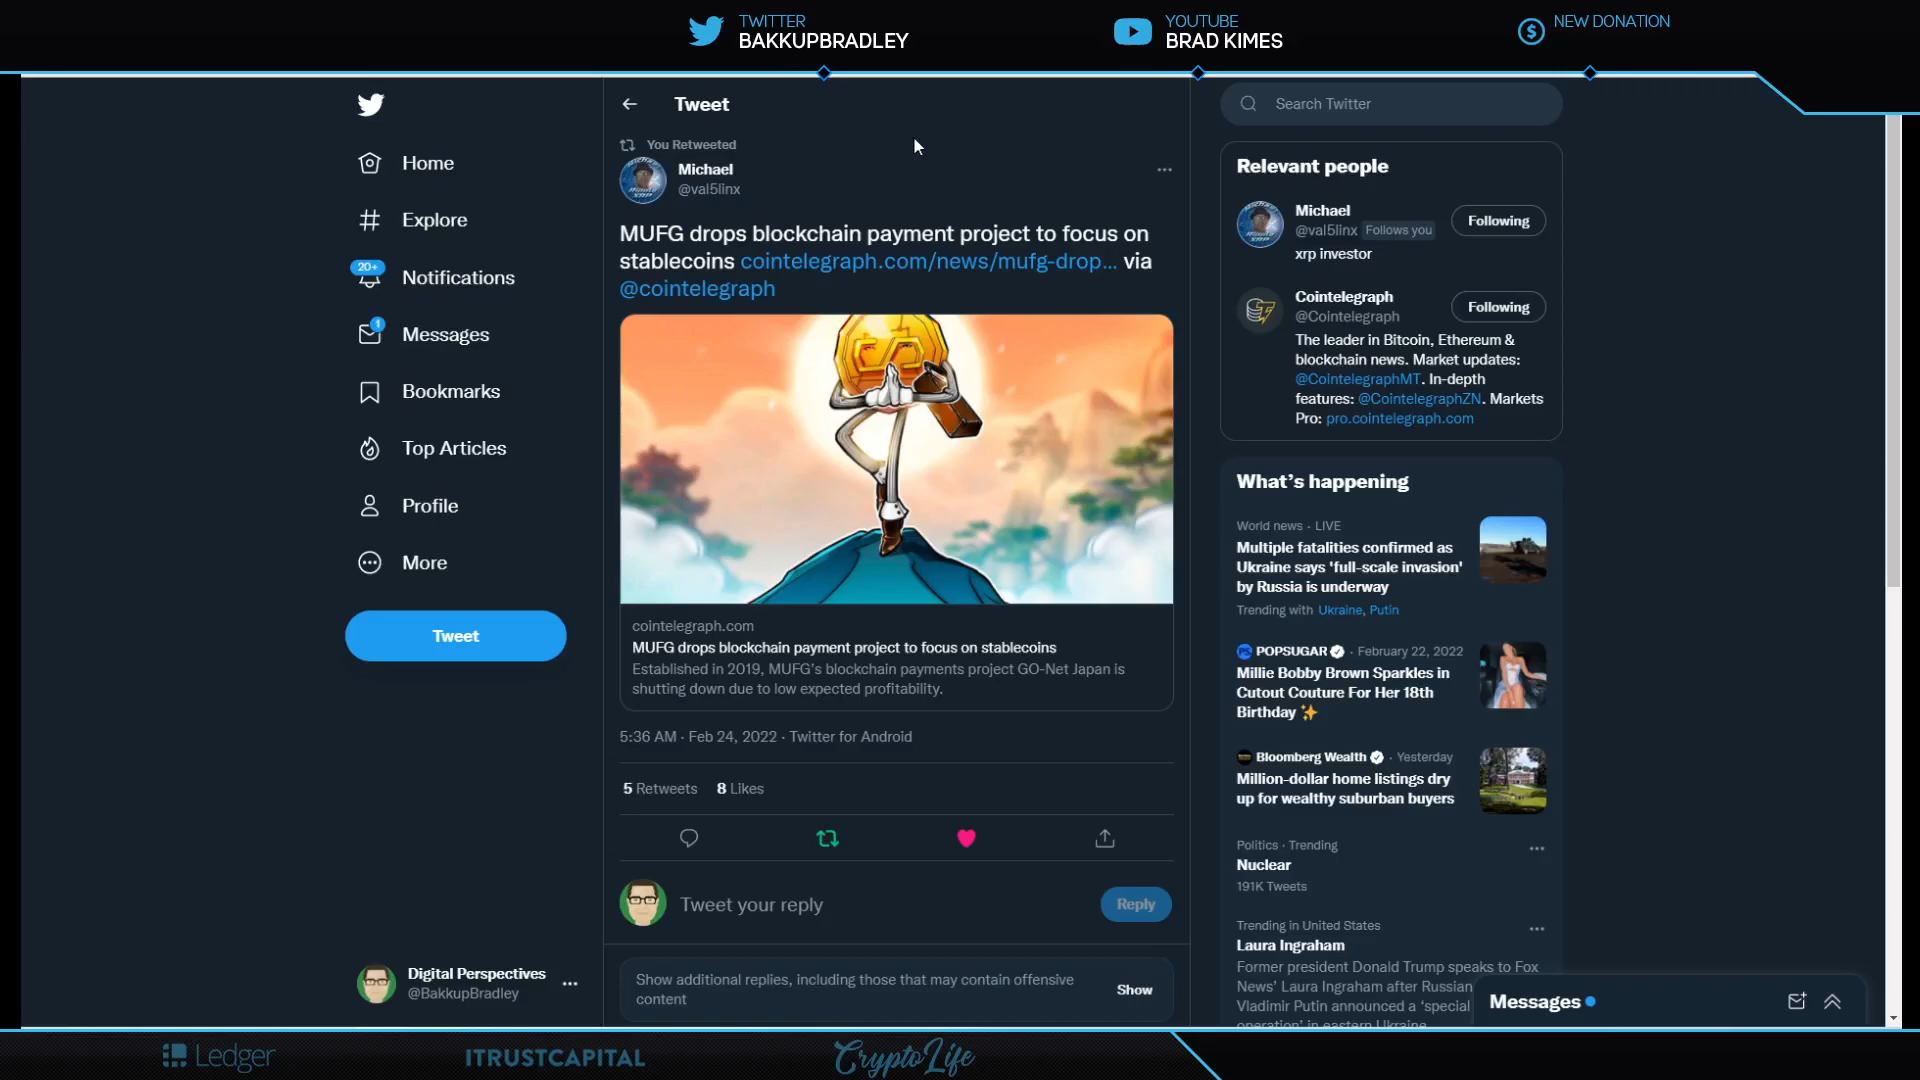 TWITTER
BAKKUPBRADLEY
YOUTUBE
BRAD KIMES
NEW DONATION
Home
Explore
20+
Notifications
1
Messages
Bookmarks
Top Articles
Profile
More
Tweet
Digital Perspectives
@BakkupBradley
Tweet
You Retweeted
Michael
@val5linx
MUFG drops blockchain payment project to focus on
stablecoins cointelegraph.com/news/mufg-drop... via
@cointelegraph
cointelegraph.com
MUFG drops blockchain payment project to focus on stablecoins
Established in 2019, MUFG's blockchain payments project GO-Net Japan is
shutting down due to low expected profitability.
5:36 AM · Feb 24, 2022 · Twitter for Android
5 Retweets 8 Likes
Tweet your reply
Reply
Show additional replies, including those that may contain offensive
content
Show
Search Twitter
Relevant people
Michael
@val5linx Follows you
Following
xrp investor
Cointelegraph
@Cointelegraph
Following
The leader in Bitcoin, Ethereum &
blockchain news. Market updates:
@CointelegraphMT. In-depth
features: @CointelegraphZN. Markets
Pro: pro.cointelegraph.com
What's happening
World news · LIVE
Multiple fatalities confirmed as
Ukraine says 'full-scale invasion'
by Russia is underway
Trending with Ukraine, Putin
POPSUGAR · February 22, 2022
Millie Bobby Brown Sparkles in
Cutout Couture For Her 18th
Birthday ✨
Bloomberg Wealth · Yesterday
Million-dollar home listings dry
up for wealthy suburban buyers
Politics · Trending
Nuclear
191K Tweets
Trending in United States
Laura Ingraham
Former president Donald Trump speaks to Fox
News' Laura Ingraham after Russian
Vladimir Putin announced a 'special
operation' in eastern Ukraine
Messages
Ledger
ITRUSTCAPITAL
CryptoLife